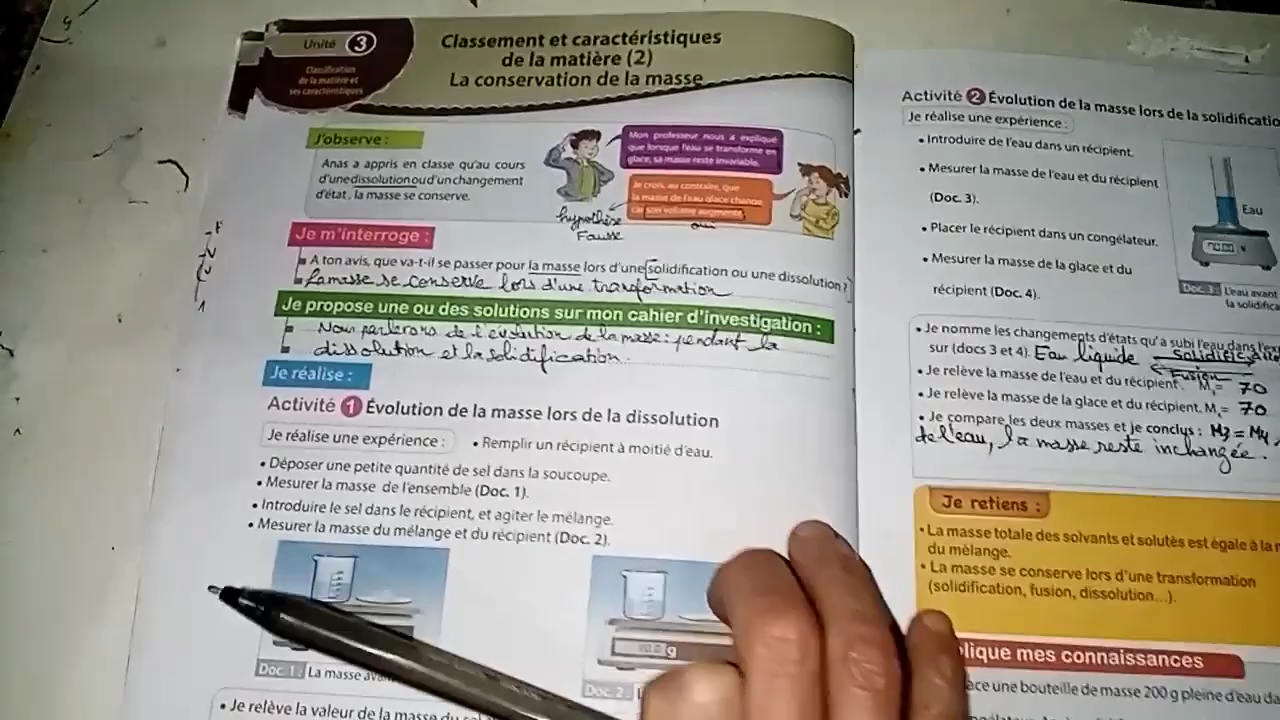 Unité 3
Classification
de la matière et
ses caractéristiques
Classement et caractéristiques
de la matière (2)
La conservation de la masse
J'observe :
Anas a appris en classe qu'au cours
d'une dissolution ou d'un changement
d'état, la masse se conserve.
Mon professeur nous a expliqué
que lorsque l'eau se transforme en
glace, sa masse reste invariable.
Je crois, au contraire, que
la masse de l'eau glace change
car son volume augmente.
hypothèse
Fausse
oui
Je m'interroge :
A ton avis, que va-t-il se passer pour la masse lors d'une solidification ou une dissolution ?
La masse se conserve lors d'une transformation
Je propose une ou des solutions sur mon cahier d'investigation :
Nous parlerons de l'évolution de la masse : pendant la
dissolution et la solidification.
Je réalise :
Activité 1 Évolution de la masse lors de la dissolution
Je réalise une expérience :
• Remplir un récipient à moitié d'eau.
• Déposer une petite quantité de sel dans la soucoupe.
• Mesurer la masse de l'ensemble (Doc. 1).
• Introduire le sel dans le récipient, et agiter le mélange.
• Mesurer la masse du mélange et du récipient (Doc. 2).
g
Doc. 1 : La masse
Doc. 2 :
• Je relève la valeur de la masse du
Activité 2 Évolution de la masse lors de la
Je réalise une expérience :
• Introduire de l'eau dans un récipient.
• Mesurer la masse de l'eau et du récipient
(Doc. 3).
• Placer le récipient dans un congélateur.
• Mesurer la masse de la glace et du
récipient (Doc. 4).
Eau
Doc. 3 : L'eau avant
la
• Je nomme les changements d'états qu'a subi l'eau dans
sur (docs 3 et 4). Eau liquide
Fusion
• Je relève la masse de l'eau et du récipient. M = 70
• Je relève la masse de la glace et du récipient. M = 70
• Je compare les deux masses et je conclus : M3 = M4
de l'eau, la masse reste inchangée.
Je retiens :
• La masse totale des solvants et solutés est égale à la
du mélange.
• La masse se conserve lors d'une transformation
(solidification, fusion, dissolution...).
mes connaissances
une bouteille de masse 200 g pleine d'eau